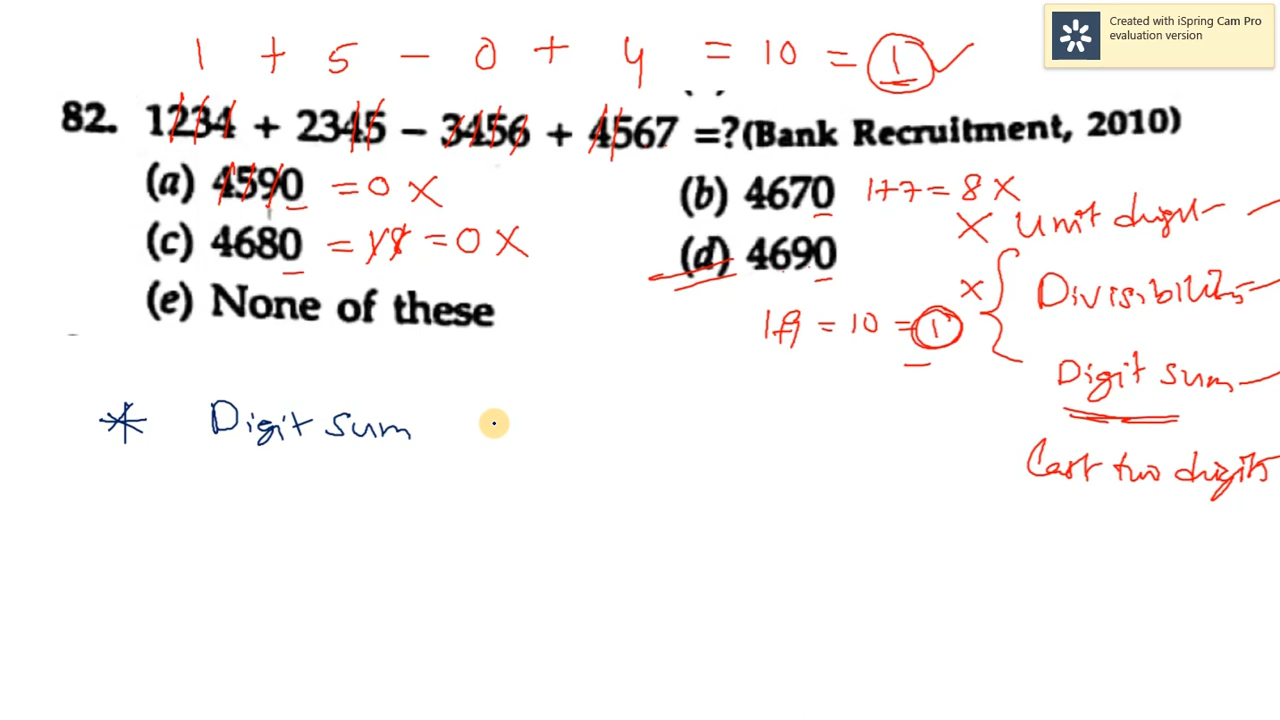 Created with iSpring Cam Pro
evaluation version
1 + 5 - 0 + 4 = 10 = 1 ✓
82. 1234 + 2345 – 3456 + 4567 =? (Bank Recruitment, 2010)
(a) 4590 = 0 X
(b) 4670 1+7 = 8 X
X Unit digit
(c) 4680 = 18 = 0 X
(d) 4690
X { Divisibility
(e) None of these
19 = 10 = 1
Digit sum
* Digit sum
Last two digits